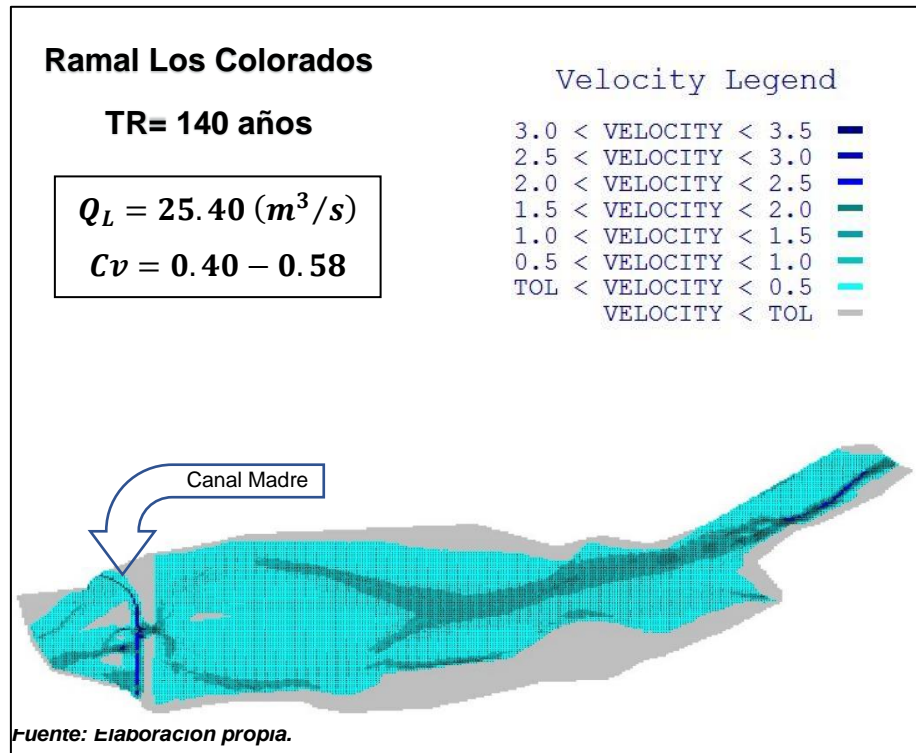 Ramal Los Colorados
TR= 140 años
Q_L = 25.40 (m³/s)
Cv = 0.40 − 0.58
Velocity Legend
3.0 < VELOCITY < 3.5
2.5 < VELOCITY < 3.0
2.0 < VELOCITY < 2.5
1.5 < VELOCITY < 2.0
1.0 < VELOCITY < 1.5
0.5 < VELOCITY < 1.0
TOL < VELOCITY < 0.5
VELOCITY < TOL
Canal Madre
Fuente: Elaboración propia.